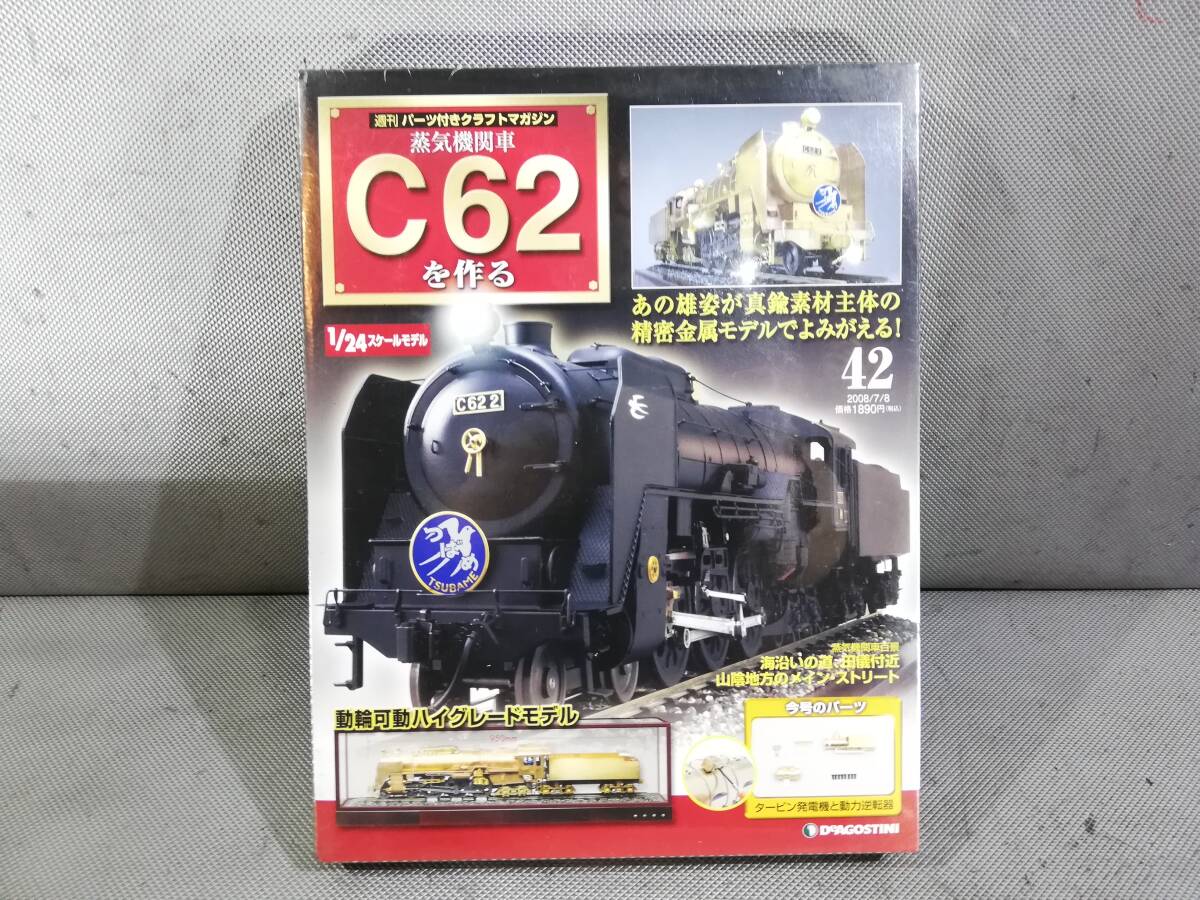 週刊 パーツ付きクラフトマガジン
蒸気機関車
C62
を作る
1/24スケールモデル
あの雄姿が真鍮素材主体の
精密金属モデルでよみがえる!
42
2008/7/8
価格1890円(税込)
C62 2
つばめ
TSUBAME
蒸気機関車百景
海沿いの道・田儀付近
山陰地方のメイン・ストリート
動輪可動ハイグレードモデル
950mm
今号のパーツ
タービン発電機と動力逆転器
DeAGOSTINI